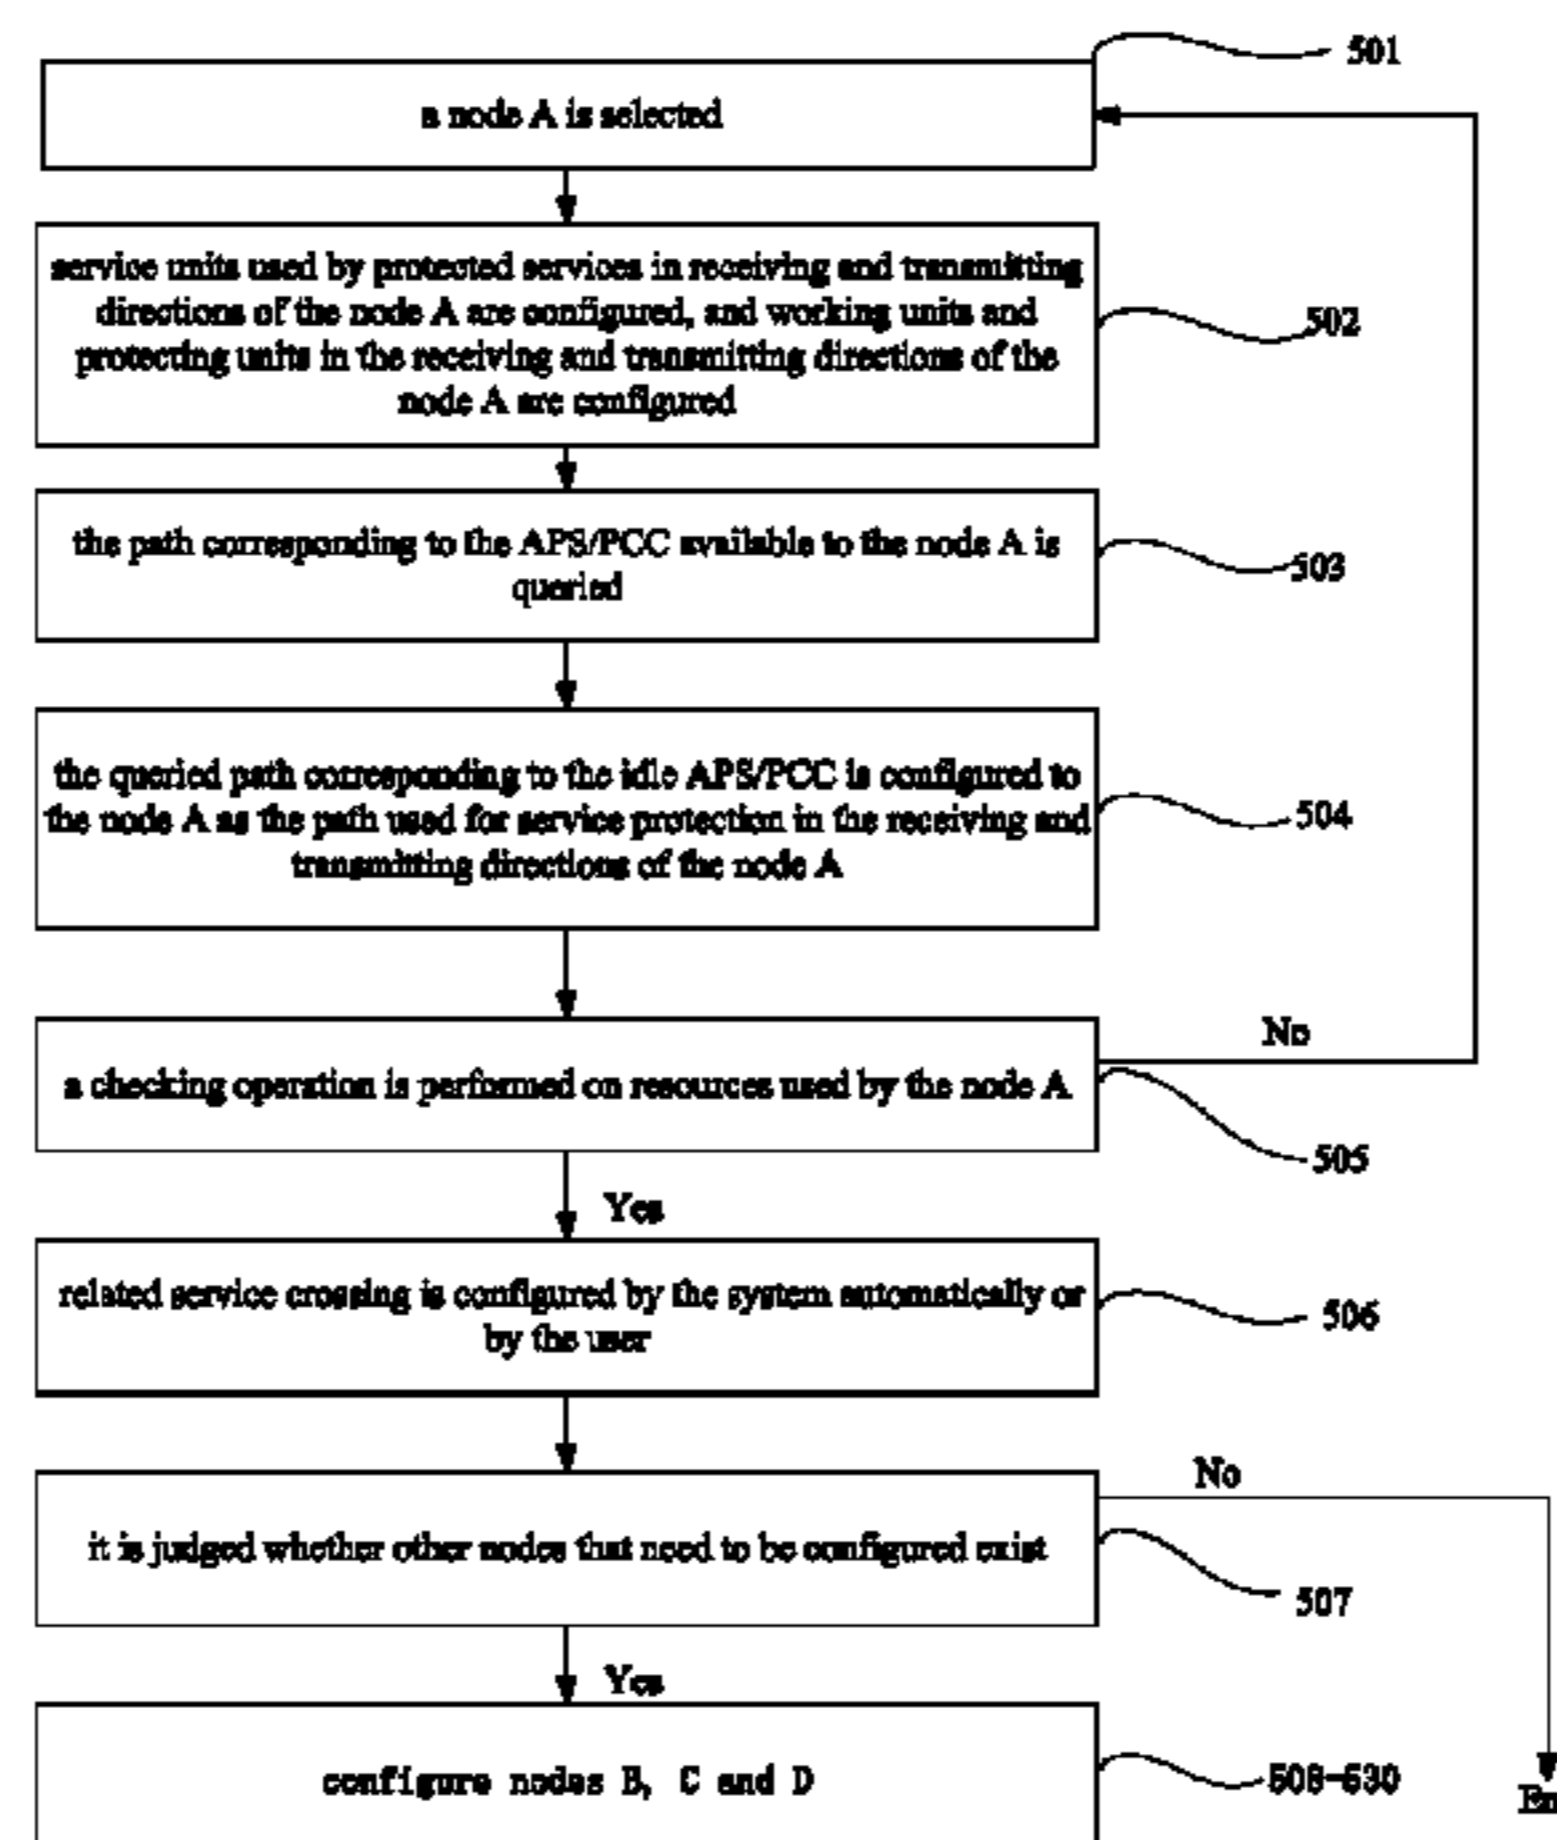 501
a node A is selected
service units used by protected services in receiving and transmitting
directions of the node A are configured, and working units and
protecting units in the receiving and transmitting directions of the
node A are configured
502
the path corresponding to the APS/PCC available to the node A is
queried
503
the queried path corresponding to the idle APS/PCC is configured to
the node A as the path used for service protection in the receiving and
transmitting directions of the node A
504
No
a checking operation is performed on resources used by the node A
505
Yes
related service crossing is configured by the system automatically or
by the user
506
No
it is judged whether other nodes that need to be configured exist
507
Yes
configure nodes B, C and D
508-530